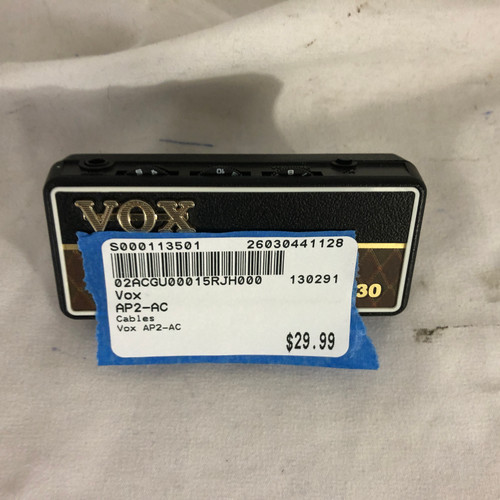 VOX
S000113501 26030441128
02ACGU00015RJH000 130291
Vox
AP2-AC
Cables
Vox AP2-AC
$29.99
30